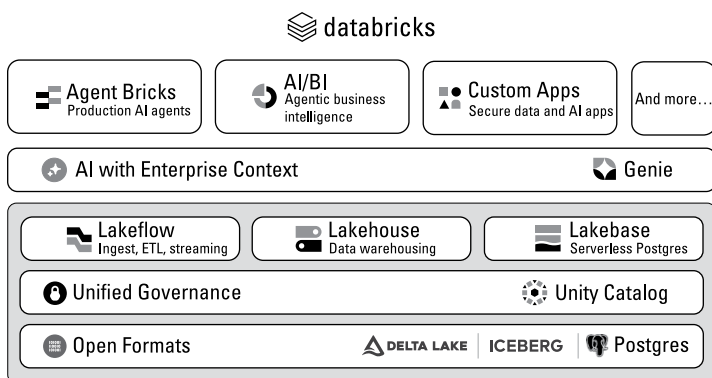 databricks
Agent Bricks
Production AI agents
AI/BI
Agentic business
intelligence
Custom Apps
Secure data and AI apps
And more...
AI with Enterprise Context
Genie
Lakeflow
Ingest, ETL, streaming
Lakehouse
Data warehousing
Lakebase
Serverless Postgres
Unified Governance
Unity Catalog
Open Formats
DELTA LAKE
ICEBERG
Postgres